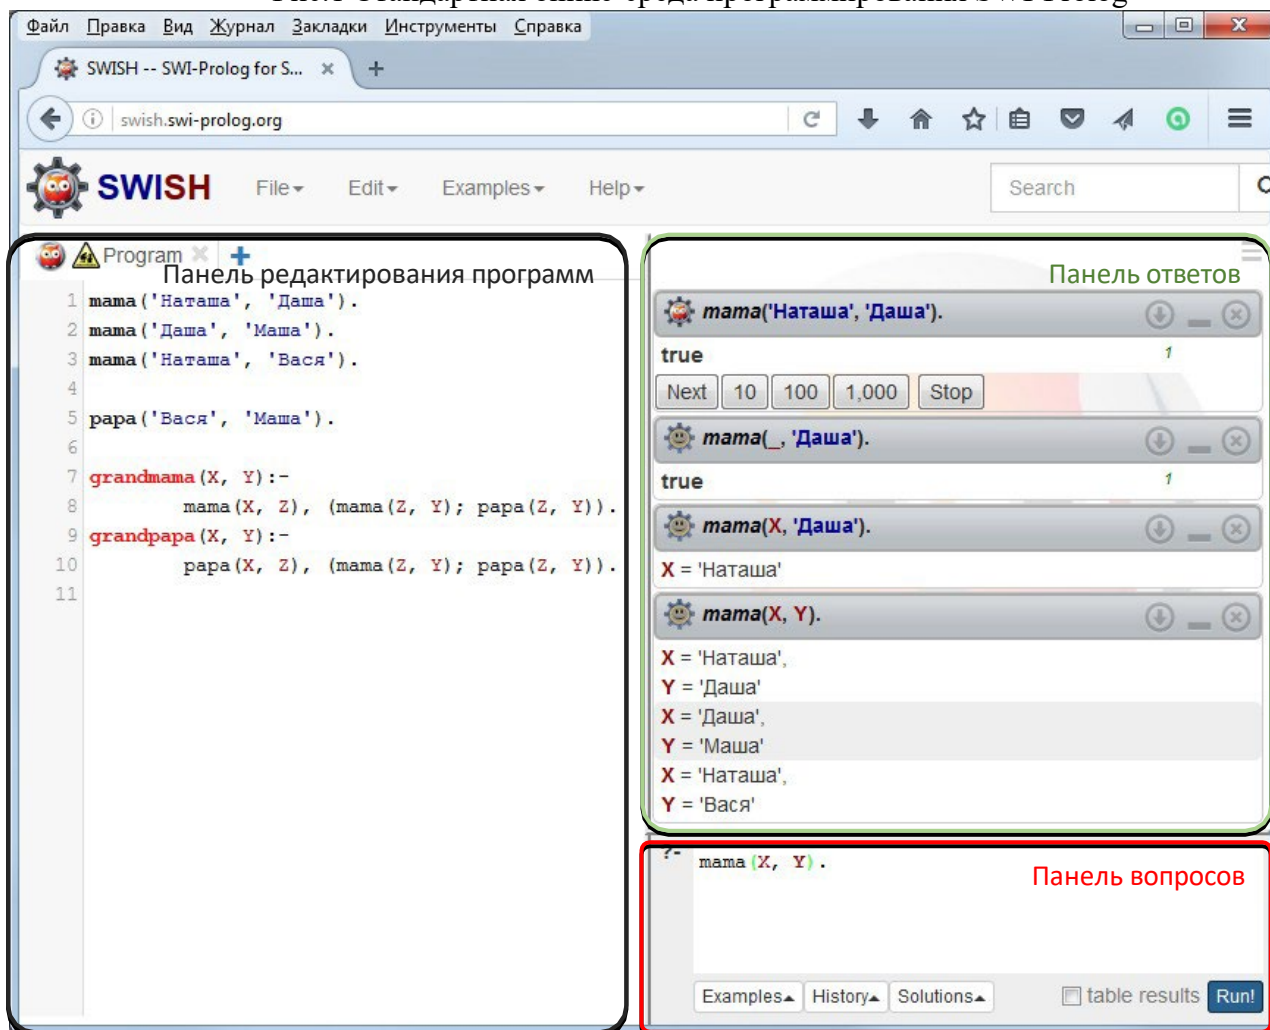 Файл Правка Вид Журнал Закладки Инструменты Справка
SWISH -- SWI-Prolog for S...
swish.swi-prolog.org
SWISH File Edit Examples Help Search
Program
Панель редактирования программ
1 mama('Наташа', 'Даша').
2 mama('Даша', 'Маша').
3 mama('Наташа', 'Вася').
4
5 papa('Вася', 'Маша').
6
7 grandmama(X, Y):-
8 mama(X, Z), (mama(Z, Y); papa(Z, Y)).
9 grandpapa(X, Y):-
10 papa(X, Z), (mama(Z, Y); papa(Z, Y)).
11
Панель ответов
mama('Наташа', 'Даша').
true 1
Next 10 100 1,000 Stop
mama(_, 'Даша').
true 1
mama(X, 'Даша').
X = 'Наташа'
mama(X, Y).
X = 'Наташа',
Y = 'Даша'
X = 'Даша',
Y = 'Маша'
X = 'Наташа',
Y = 'Вася'
?- mama(X, Y).
Панель вопросов
Examples History Solutions table results Run!